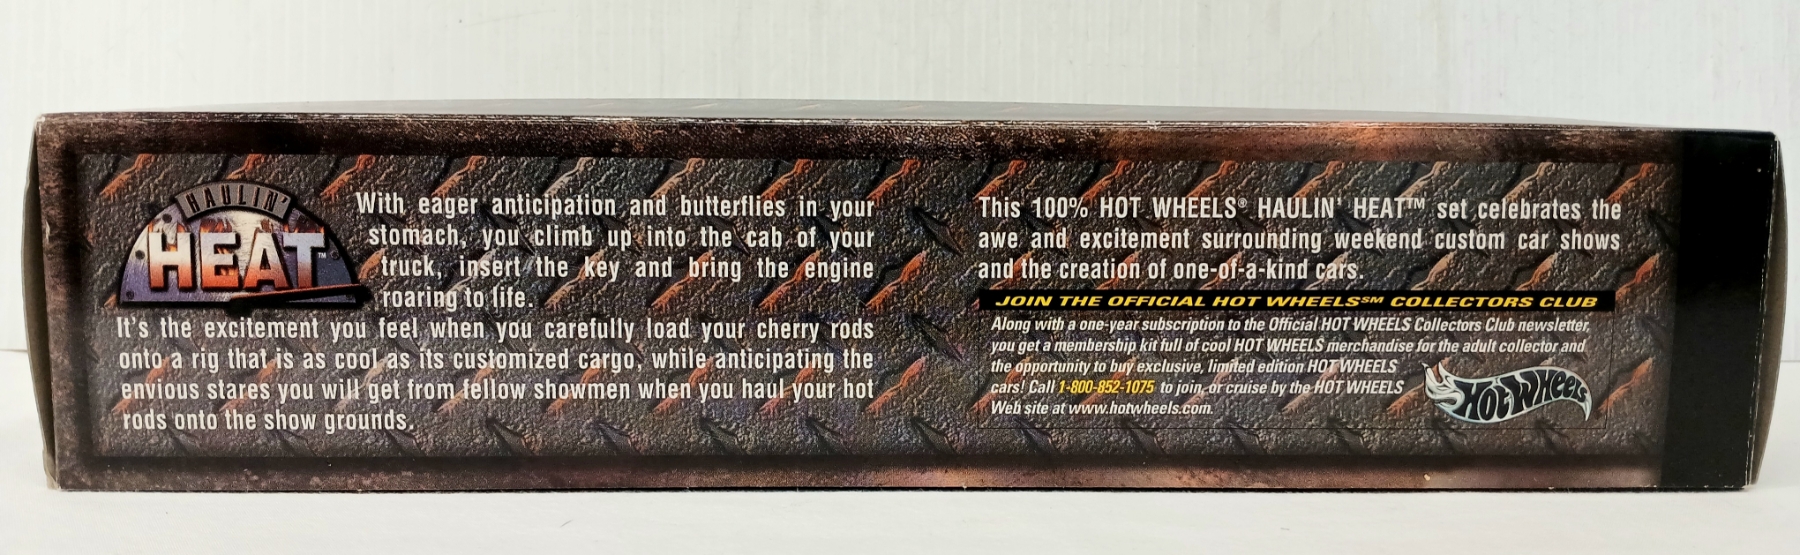 HAULIN'
HEAT™
With eager anticipation and butterflies in your
stomach, you climb up into the cab of your
truck, insert the key and bring the engine
roaring to life.
It's the excitement you feel when you carefully load your cherry rods
onto a rig that is as cool as its customized cargo, while anticipating the
envious stares you will get from fellow showmen when you haul your hot
rods onto the show grounds.
This 100% HOT WHEELS® HAULIN' HEAT™ set celebrates the
awe and excitement surrounding weekend custom car shows
and the creation of one-of-a-kind cars.
JOIN THE OFFICIAL HOT WHEELS℠ COLLECTORS CLUB
Along with a one-year subscription to the Official HOT WHEELS Collectors Club newsletter,
you get a membership kit full of cool HOT WHEELS merchandise for the adult collector and
the opportunity to buy exclusive, limited edition HOT WHEELS
cars! Call 1-800-852-1075 to join, or cruise by the HOT WHEELS
Web site at www.hotwheels.com.
Hot Wheels